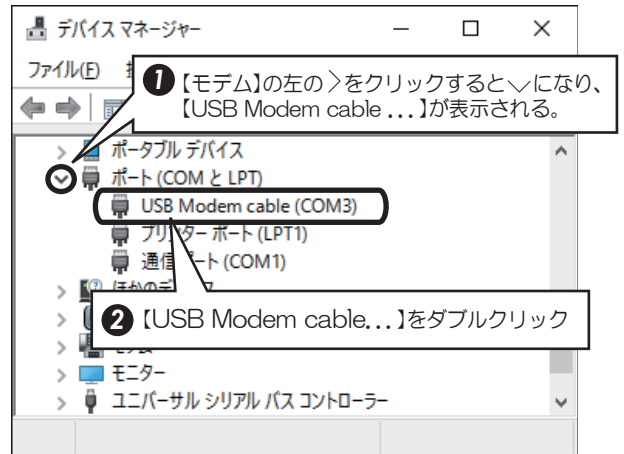 デバイス マネージャー
ファイル(F)
❶【モデム】の左の〉をクリックすると﹀になり、
【USB Modem cable ...】が表示される。
ポータブル デバイス
ポート (COM と LPT)
USB Modem cable (COM3)
プリンター ポート (LPT1)
通信ポート (COM1)
❷【USB Modem cable...】をダブルクリック
モニター
ユニバーサル シリアル バス コントローラー